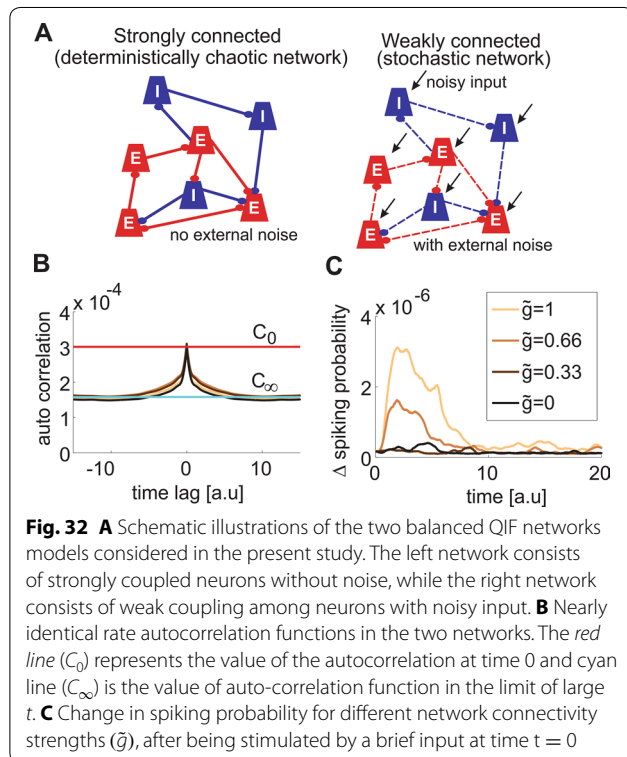 A
Strongly connected
(deterministically chaotic network)
Weakly connected
(stochastic network)
noisy input
I
I
E
E
I
E
E
no external noise
I
I
E
E
I
E
E
with external noise
B
4 x 10⁻⁴
3
2
1
0
auto correlation
C₀
C∞
-10
0
10
time lag [a.u]
C
4 x 10⁻⁶
2
0
Δ spiking probability
g̃=1
g̃=0.66
g̃=0.33
g̃=0
0
10
20
time [a.u]
Fig. 32 A Schematic illustrations of the two balanced QIF networks
models considered in the present study. The left network consists
of strongly coupled neurons without noise, while the right network
consists of weak coupling among neurons with noisy input. B Nearly
identical rate autocorrelation functions in the two networks. The red
line (C₀) represents the value of the autocorrelation at time 0 and cyan
line (C∞) is the value of auto-correlation function in the limit of large
t. C Change in spiking probability for different network connectivity
strengths (g̃), after being stimulated by a brief input at time t = 0